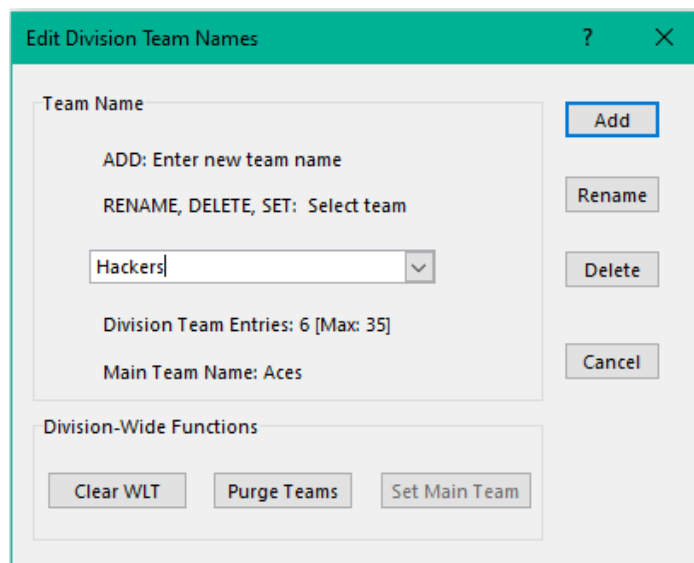 Edit Division Team Names ?
Team Name
Add
ADD: Enter new team name
RENAME, DELETE, SET: Select team
Rename
Hackers
Delete
Division Team Entries: 6 [Max: 35]
Main Team Name: Aces
Cancel
Division-Wide Functions
Clear WLT Purge Teams Set Main Team